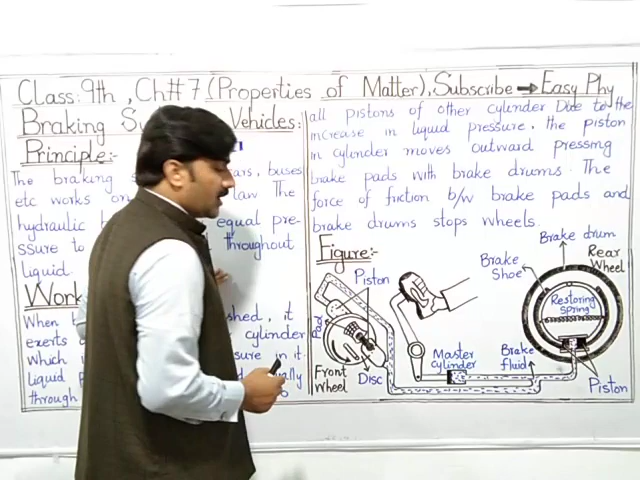 Class: 9th, Ch# 7 (Properties of Matter), Subscribe → Easy Phy
Braking S Vehicles:
Principle:-
The braking s ars, buses
etc works on law The
hydraulic b equal pre-
ssure to throughout
liquid.
Work
When shed, it
exerts cylinder
Which sure in it.
liquid p ally
through
all pistons of other cylinder Due to the
increase in liquid pressure, the piston
in cylinder moves outward pressing
brake pads with brake drums. The
force of friction b/w brake pads and
brake drums stops wheels.
Figure:-
Brake drum
Rear
Wheel
Brake
Shoe
Piston
Restoring
spring
Pad
Master
cylinder
Brake
fluid
Front
Wheel
Disc
Piston